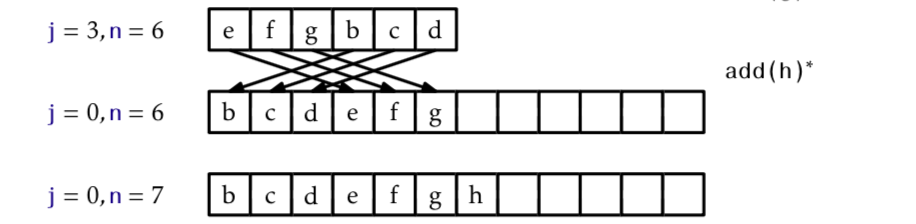 j = 3, n = 6 e f g b c d
add(h)*
j = 0, n = 6 b c d e f g
j = 0, n = 7 b c d e f g h